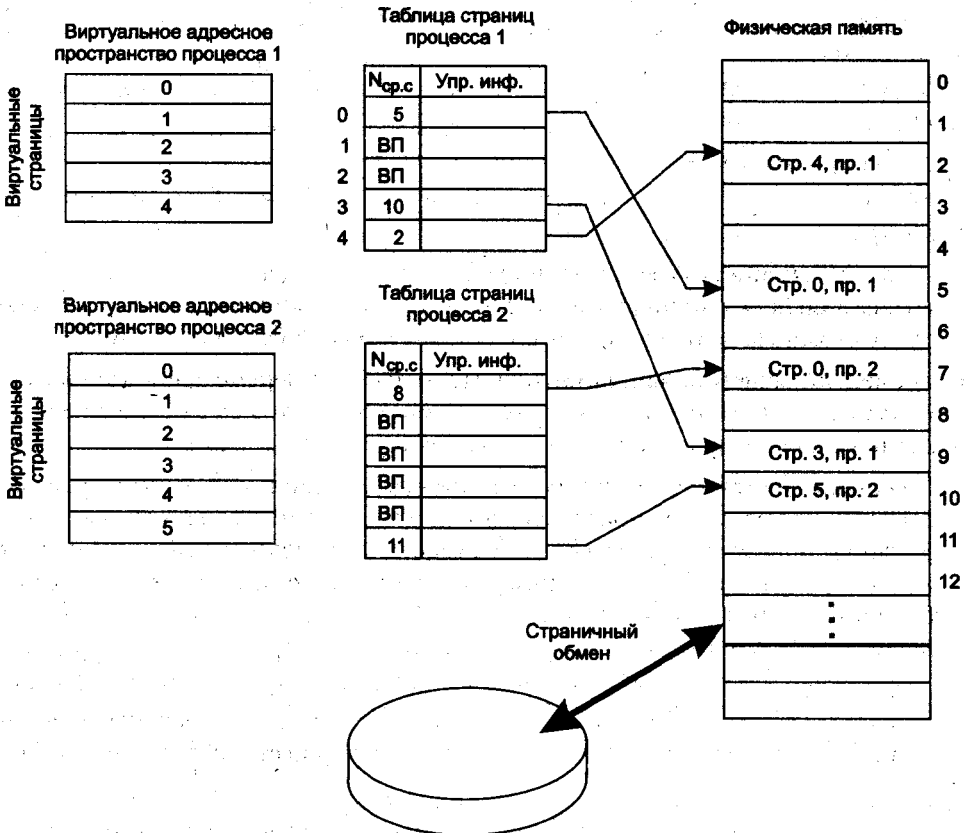 Виртуальное адресное
пространство процесса 1
Виртуальные
страницы
0
1
2
3
4
Таблица страниц
процесса 1
Nср.с Упр. инф.
0 5
1 ВП
2 ВП
3 10
4 2
Виртуальное адресное
пространство процесса 2
Виртуальные
страницы
0
1
2
3
4
5
Таблица страниц
процесса 2
Nср.с Упр. инф.
8
ВП
ВП
ВП
ВП
11
Физическая память
0
1
Стр. 4, пр. 1 2
3
4
Стр. 0, пр. 1 5
6
Стр. 0, пр. 2 7
8
Стр. 3, пр. 1 9
Стр. 5, пр. 2 10
11
12
Страничный
обмен